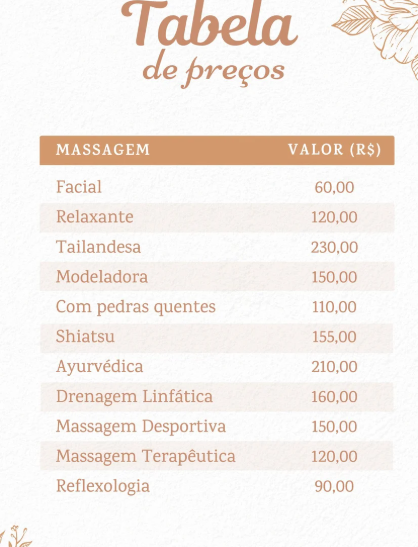 Tabela
de preços
MASSAGEM VALOR (R$)
Facial 60,00
Relaxante 120,00
Tailandesa 230,00
Modeladora 150,00
Com pedras quentes 110,00
Shiatsu 155,00
Ayurvédica 210,00
Drenagem Linfática 160,00
Massagem Desportiva 150,00
Massagem Terapêutica 120,00
Reflexologia 90,00